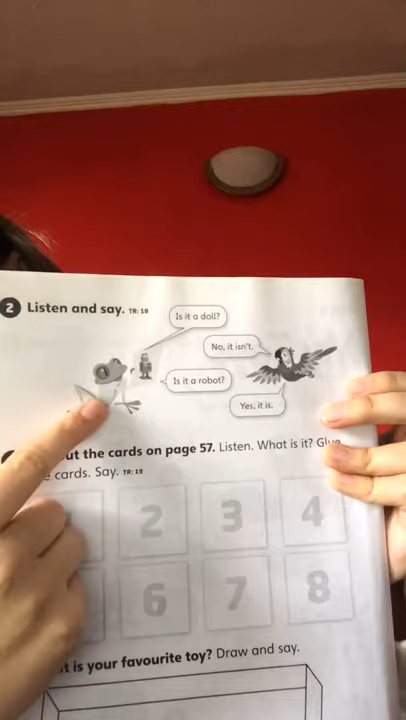 2 Listen and say. TR: 18
Is it a doll?
No, it isn't.
Is it a robot?
Yes, it is.
ut the cards on page 57. Listen. What is it? Glue
cards. Say. TR: 19
2 3 4
6 7 8
t is your favourite toy? Draw and say.